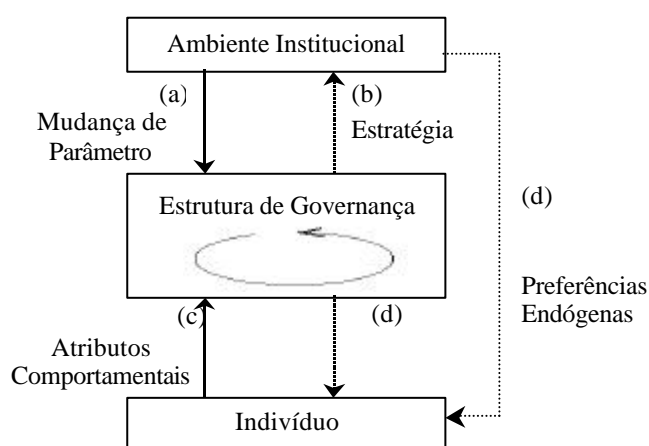 Ambiente Institucional
(a)
(b)
Mudança de
Parâmetro
Estratégia
Estrutura de Governança
(d)
Preferências
Endógenas
(c)
(d)
Atributos
Comportamentais
Indivíduo